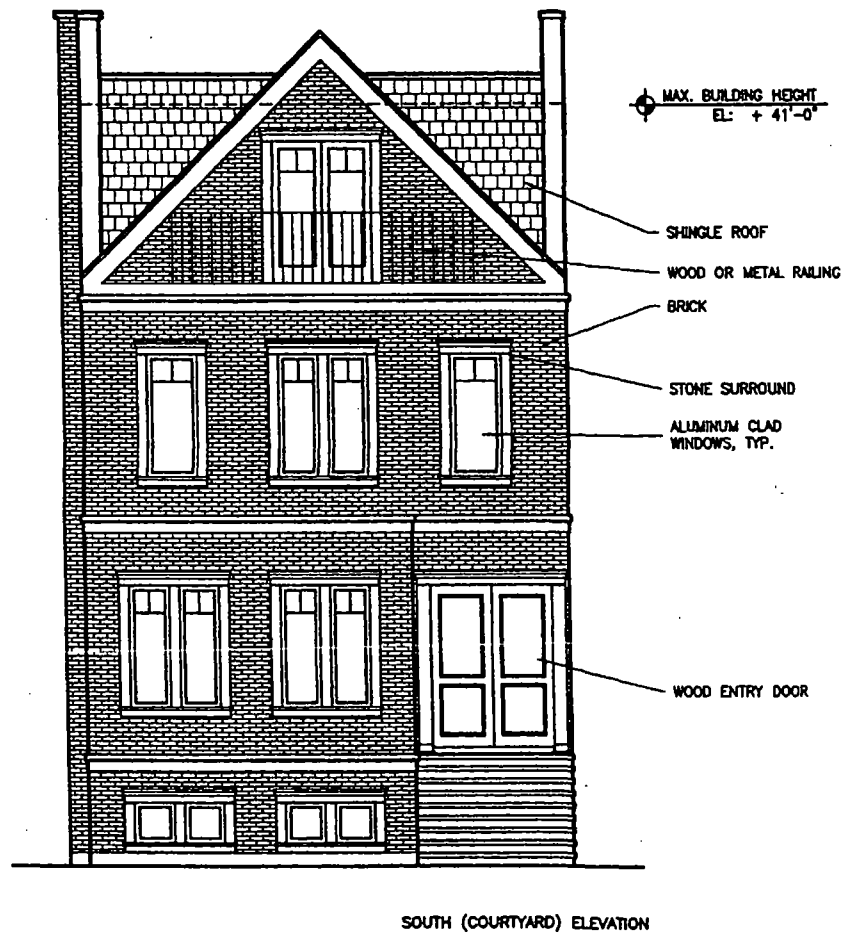 MAX. BUILDING HEIGHT
EL: + 41'-0"
SHINGLE ROOF
WOOD OR METAL RAILING
BRICK
STONE SURROUND
ALUMINUM CLAD
WINDOWS, TYP.
WOOD ENTRY DOOR
SOUTH (COURTYARD) ELEVATION